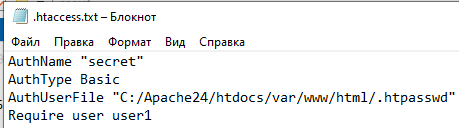 .htaccess.txt – Блокнот
Файл Правка Формат Вид Справка
AuthName "secret"
AuthType Basic
AuthUserFile "C:/Apache24/htdocs/var/www/html/.htpasswd"
Require user user1